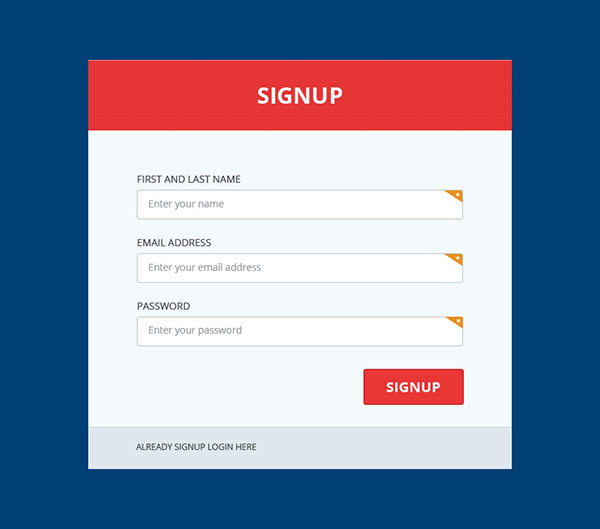 SIGNUP
FIRST AND LAST NAME
Enter your name
EMAIL ADDRESS
Enter your email address
PASSWORD
Enter your password
SIGNUP
ALREADY SIGNUP LOGIN HERE